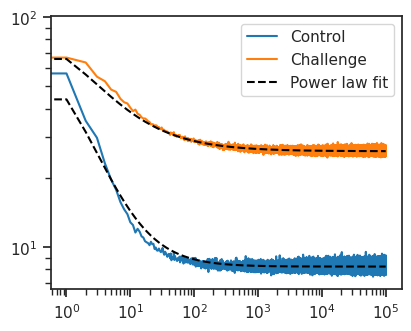 10²
Control
Challenge
Power law fit
10¹
10⁰ 10¹ 10² 10³ 10⁴ 10⁵